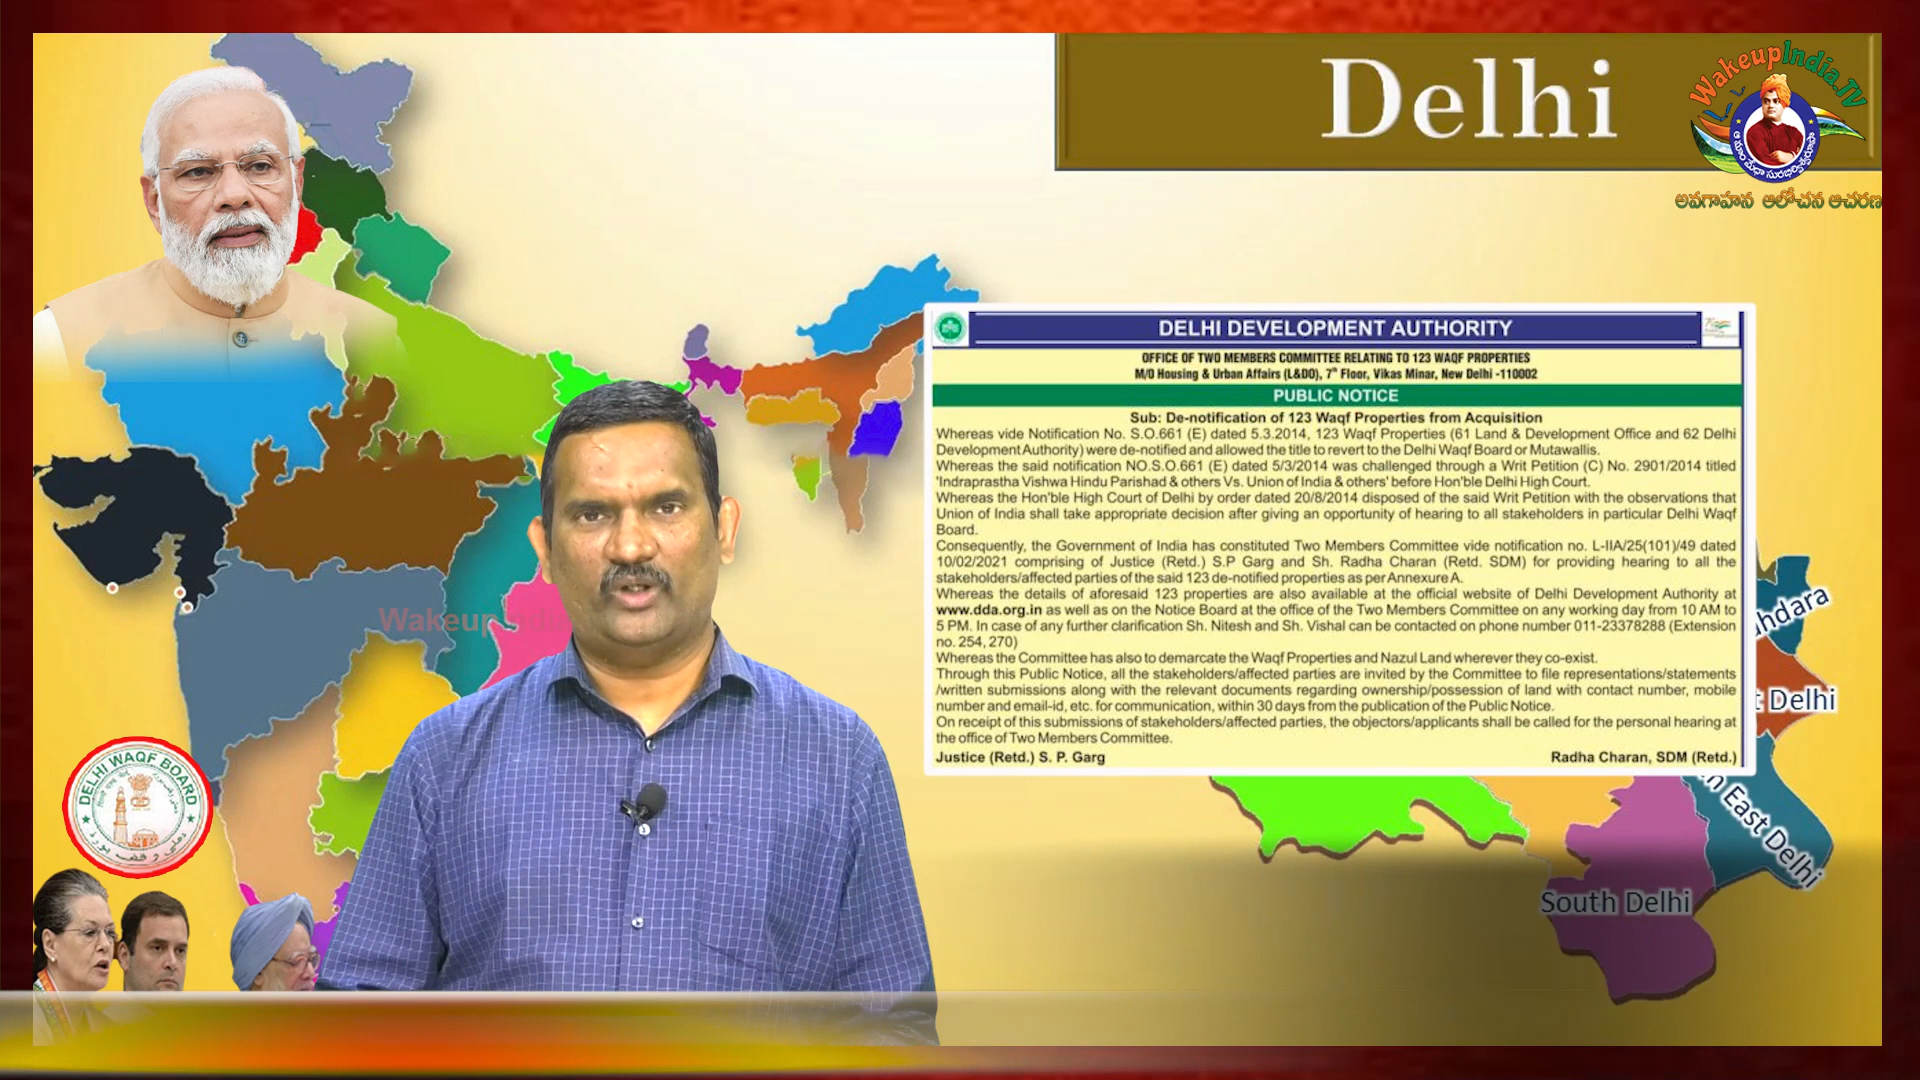 Delhi
WakeupIndia.TV
అవగాహన ఆలోచన ఆచరణ
DELHI DEVELOPMENT AUTHORITY
OFFICE OF TWO MEMBERS COMMITTEE RELATING TO 123 WAQF PROPERTIES
M/O Housing & Urban Affairs (L&DO), 7th Floor, Vikas Minar, New Delhi -110002
PUBLIC NOTICE
Sub: De-notification of 123 Waqf Properties from Acquisition
Whereas vide Notification No. S.O.661 (E) dated 5.3.2014, 123 Waqf Properties (61 Land & Development Office and 62 Delhi
Development Authority) were de-notified and allowed the title to revert to the Delhi Waqf Board or Mutawallis.
Whereas the said notification NO.S.O.661 (E) dated 5/3/2014 was challenged through a Writ Petition (C) No. 2901/2014 titled
'Indraprastha Vishwa Hindu Parishad & others Vs. Union of India & others' before Hon'ble Delhi High Court.
Whereas the Hon'ble High Court of Delhi by order dated 20/8/2014 disposed of the said Writ Petition with the observations that
Union of India shall take appropriate decision after giving an opportunity of hearing to all stakeholders in particular Delhi Waqf
Board.
Consequently, the Government of India has constituted Two Members Committee vide notification no. L-IIA/25(101)/49 dated
10/02/2021 comprising of Justice (Retd.) S.P Garg and Sh. Radha Charan (Retd. SDM) for providing hearing to all the
stakeholders/affected parties of the said 123 de-notified properties as per Annexure A.
Whereas the details of aforesaid 123 properties are also available at the official website of Delhi Development Authority at
www.dda.org.in as well as on the Notice Board at the office of the Two Members Committee on any working day from 10 AM to
5 PM. In case of any further clarification Sh. Nitesh and Sh. Vishal can be contacted on phone number 011-23378288 (Extension
no. 254, 270)
Whereas the Committee has also to demarcate the Waqf Properties and Nazul Land wherever they co-exist.
Through this Public Notice, all the stakeholders/affected parties are invited by the Committee to file representations/statements
/written submissions along with the relevant documents regarding ownership/possession of land with contact number, mobile
number and email-id, etc. for communication, within 30 days from the publication of the Public Notice.
On receipt of this submissions of stakeholders/affected parties, the objectors/applicants shall be called for the personal hearing at
the office of Two Members Committee.
Justice (Retd.) S. P. Garg Radha Charan, SDM (Retd.)
Wakeup
hdara
t Delhi
East Delhi
South Delhi
DELHI WAQF BOARD